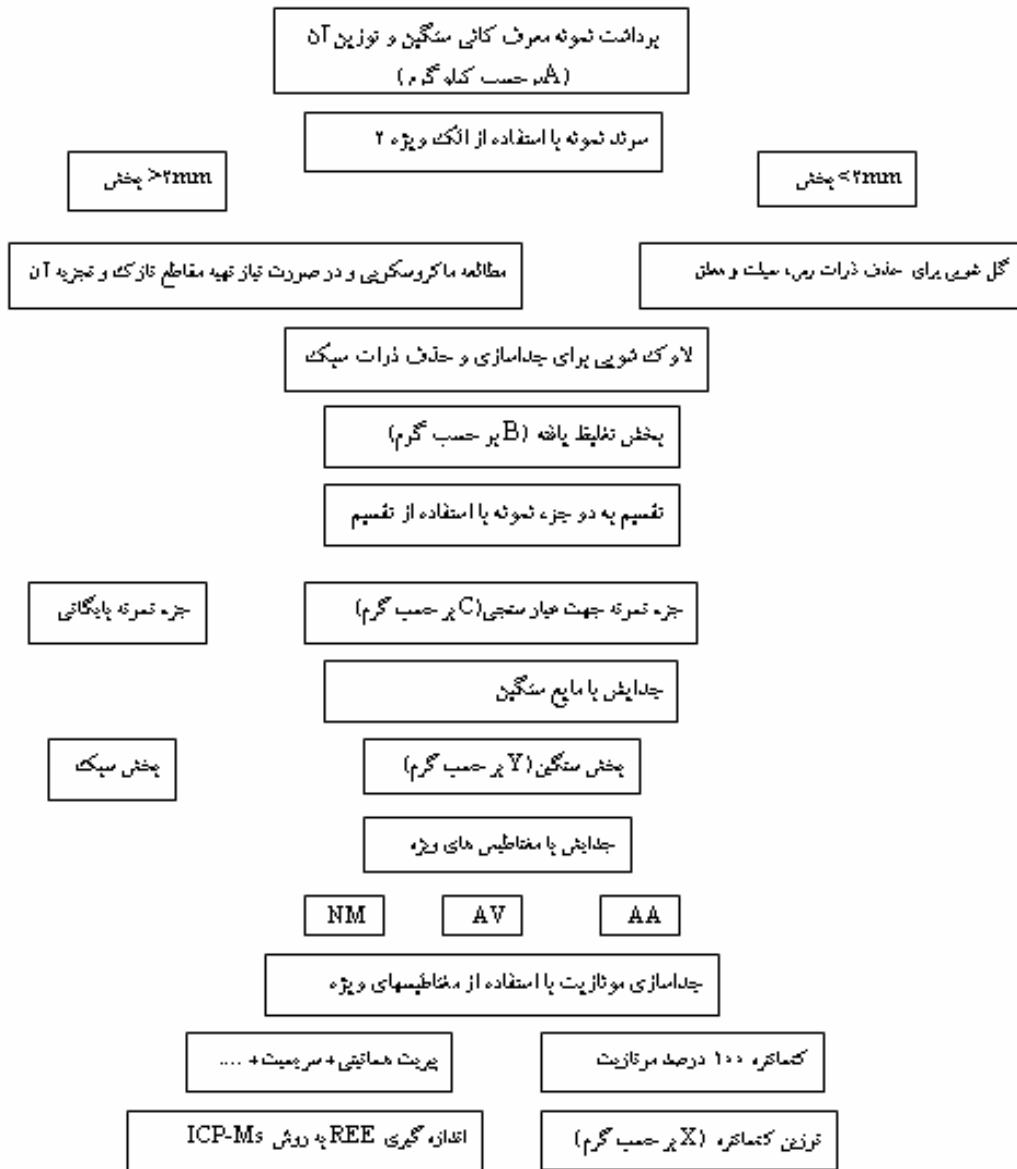 برداشت نمونه معرف کانی سنگین و توزین آن
(A بر حسب کیلو گرم)
سرند نمونه با استفاده از الک ویژه ۲
بخش <۲mm
بخش >۲mm
گل شویی برای حذف ذرات رس، سیلت و معلق
مطالعه ماکروسکوپی و در صورت نیاز تهیه مقاطع نازک و تجزیه آن
لاوک شویی برای جداسازی و حذف ذرات سبک
بخش تغلیظ یافته (B بر حسب گرم)
تقسیم به دو جزء نمونه با استفاده از تقسیم
جزء نمونه جهت عیار سنجی (C بر حسب گرم)
جزء نمونه بایگانی
جدایش با مایع سنگین
بخش سنگین (Y بر حسب گرم)
بخش سبک
جدایش با مغناطیس های ویژه
NM AV AA
جداسازی مونازیت با استفاده از مغناطیسهای ویژه
کنسانتره ۱۰۰ درصد مونازیت
پیریت هماتیتی + سریسیت + ....
توزین کنسانتره (X بر حسب گرم)
اندازه گیری REE به روش ICP-Ms